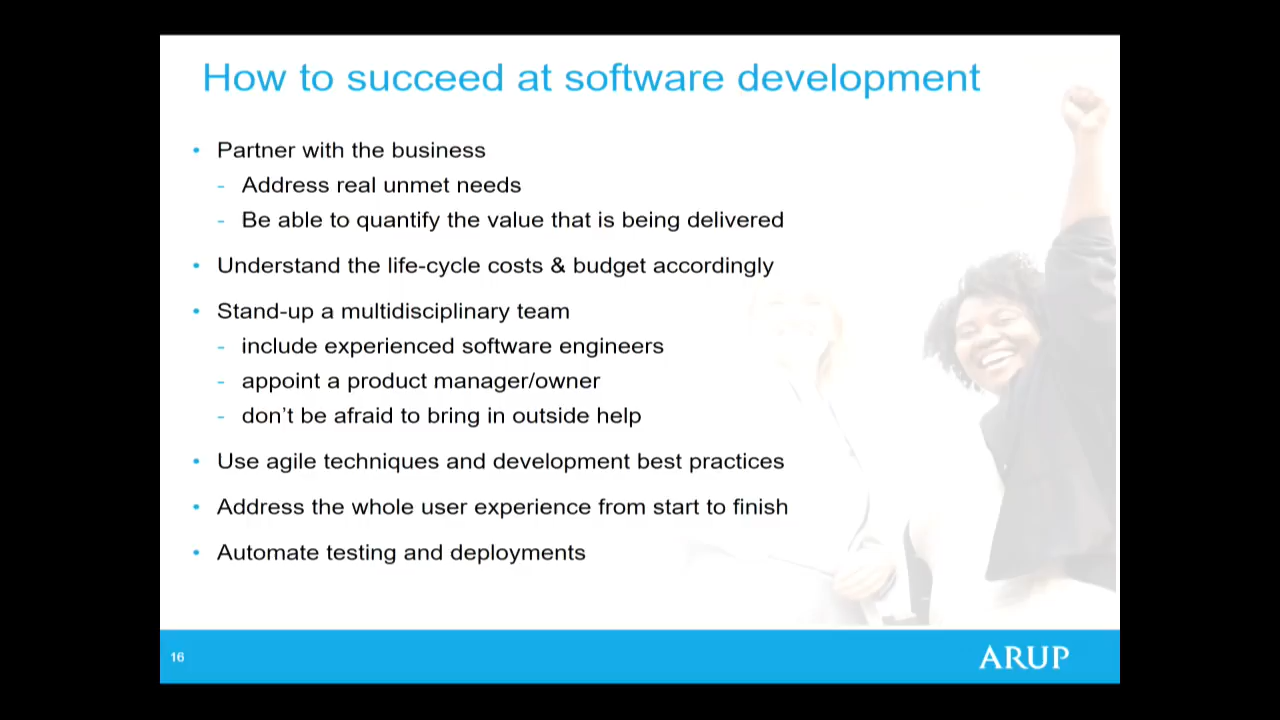 How to succeed at software development
• Partner with the business
- Address real unmet needs
- Be able to quantify the value that is being delivered
• Understand the life-cycle costs & budget accordingly
• Stand-up a multidisciplinary team
- include experienced software engineers
- appoint a product manager/owner
- don’t be afraid to bring in outside help
• Use agile techniques and development best practices
• Address the whole user experience from start to finish
• Automate testing and deployments
16
ARUP